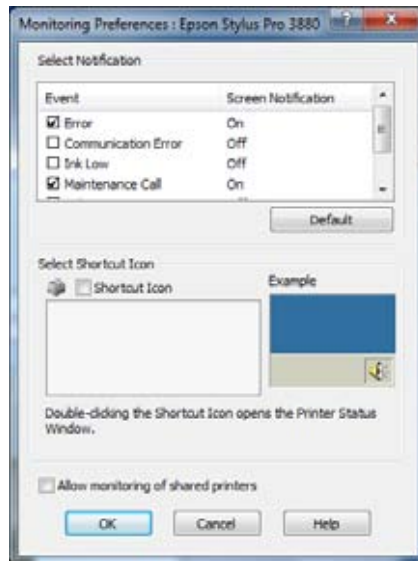 Monitoring Preferences : Epson Stylus Pro 3880
Select Notification
Event Screen Notification
Error On
Communication Error Off
Ink Low Off
Maintenance Call On
Default
Select Shortcut Icon
Shortcut Icon
Example
Double-clicking the Shortcut Icon opens the Printer Status
Window.
Allow monitoring of shared printers
OK Cancel Help